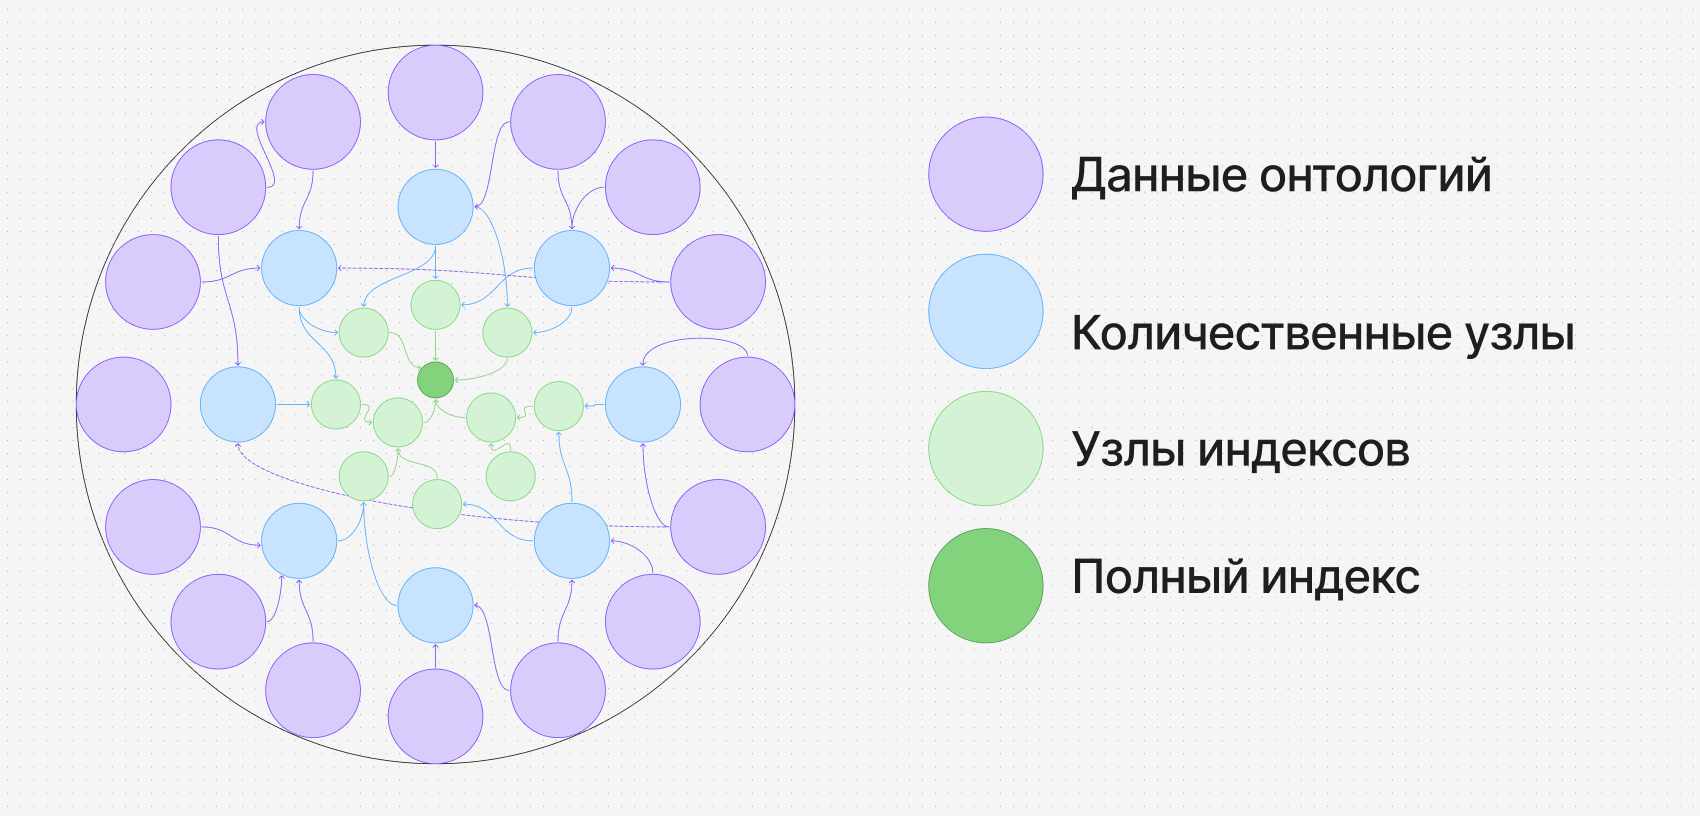 Данные онтологий
Количественные узлы
Узлы индексов
Полный индекс